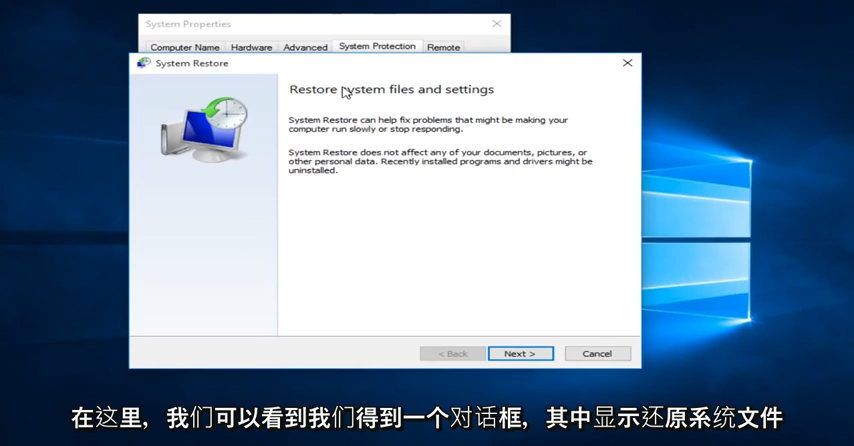 System Properties
Computer Name Hardware Advanced System Protection Remote
System Restore
Restore system files and settings
System Restore can help fix problems that might be making your
computer run slowly or stop responding.
System Restore does not affect any of your documents, pictures, or
other personal data. Recently installed programs and drivers might be
uninstalled.
< Back Next > Cancel
在这里，我们可以看到我们得到一个对话框，其中显示还原系统文件